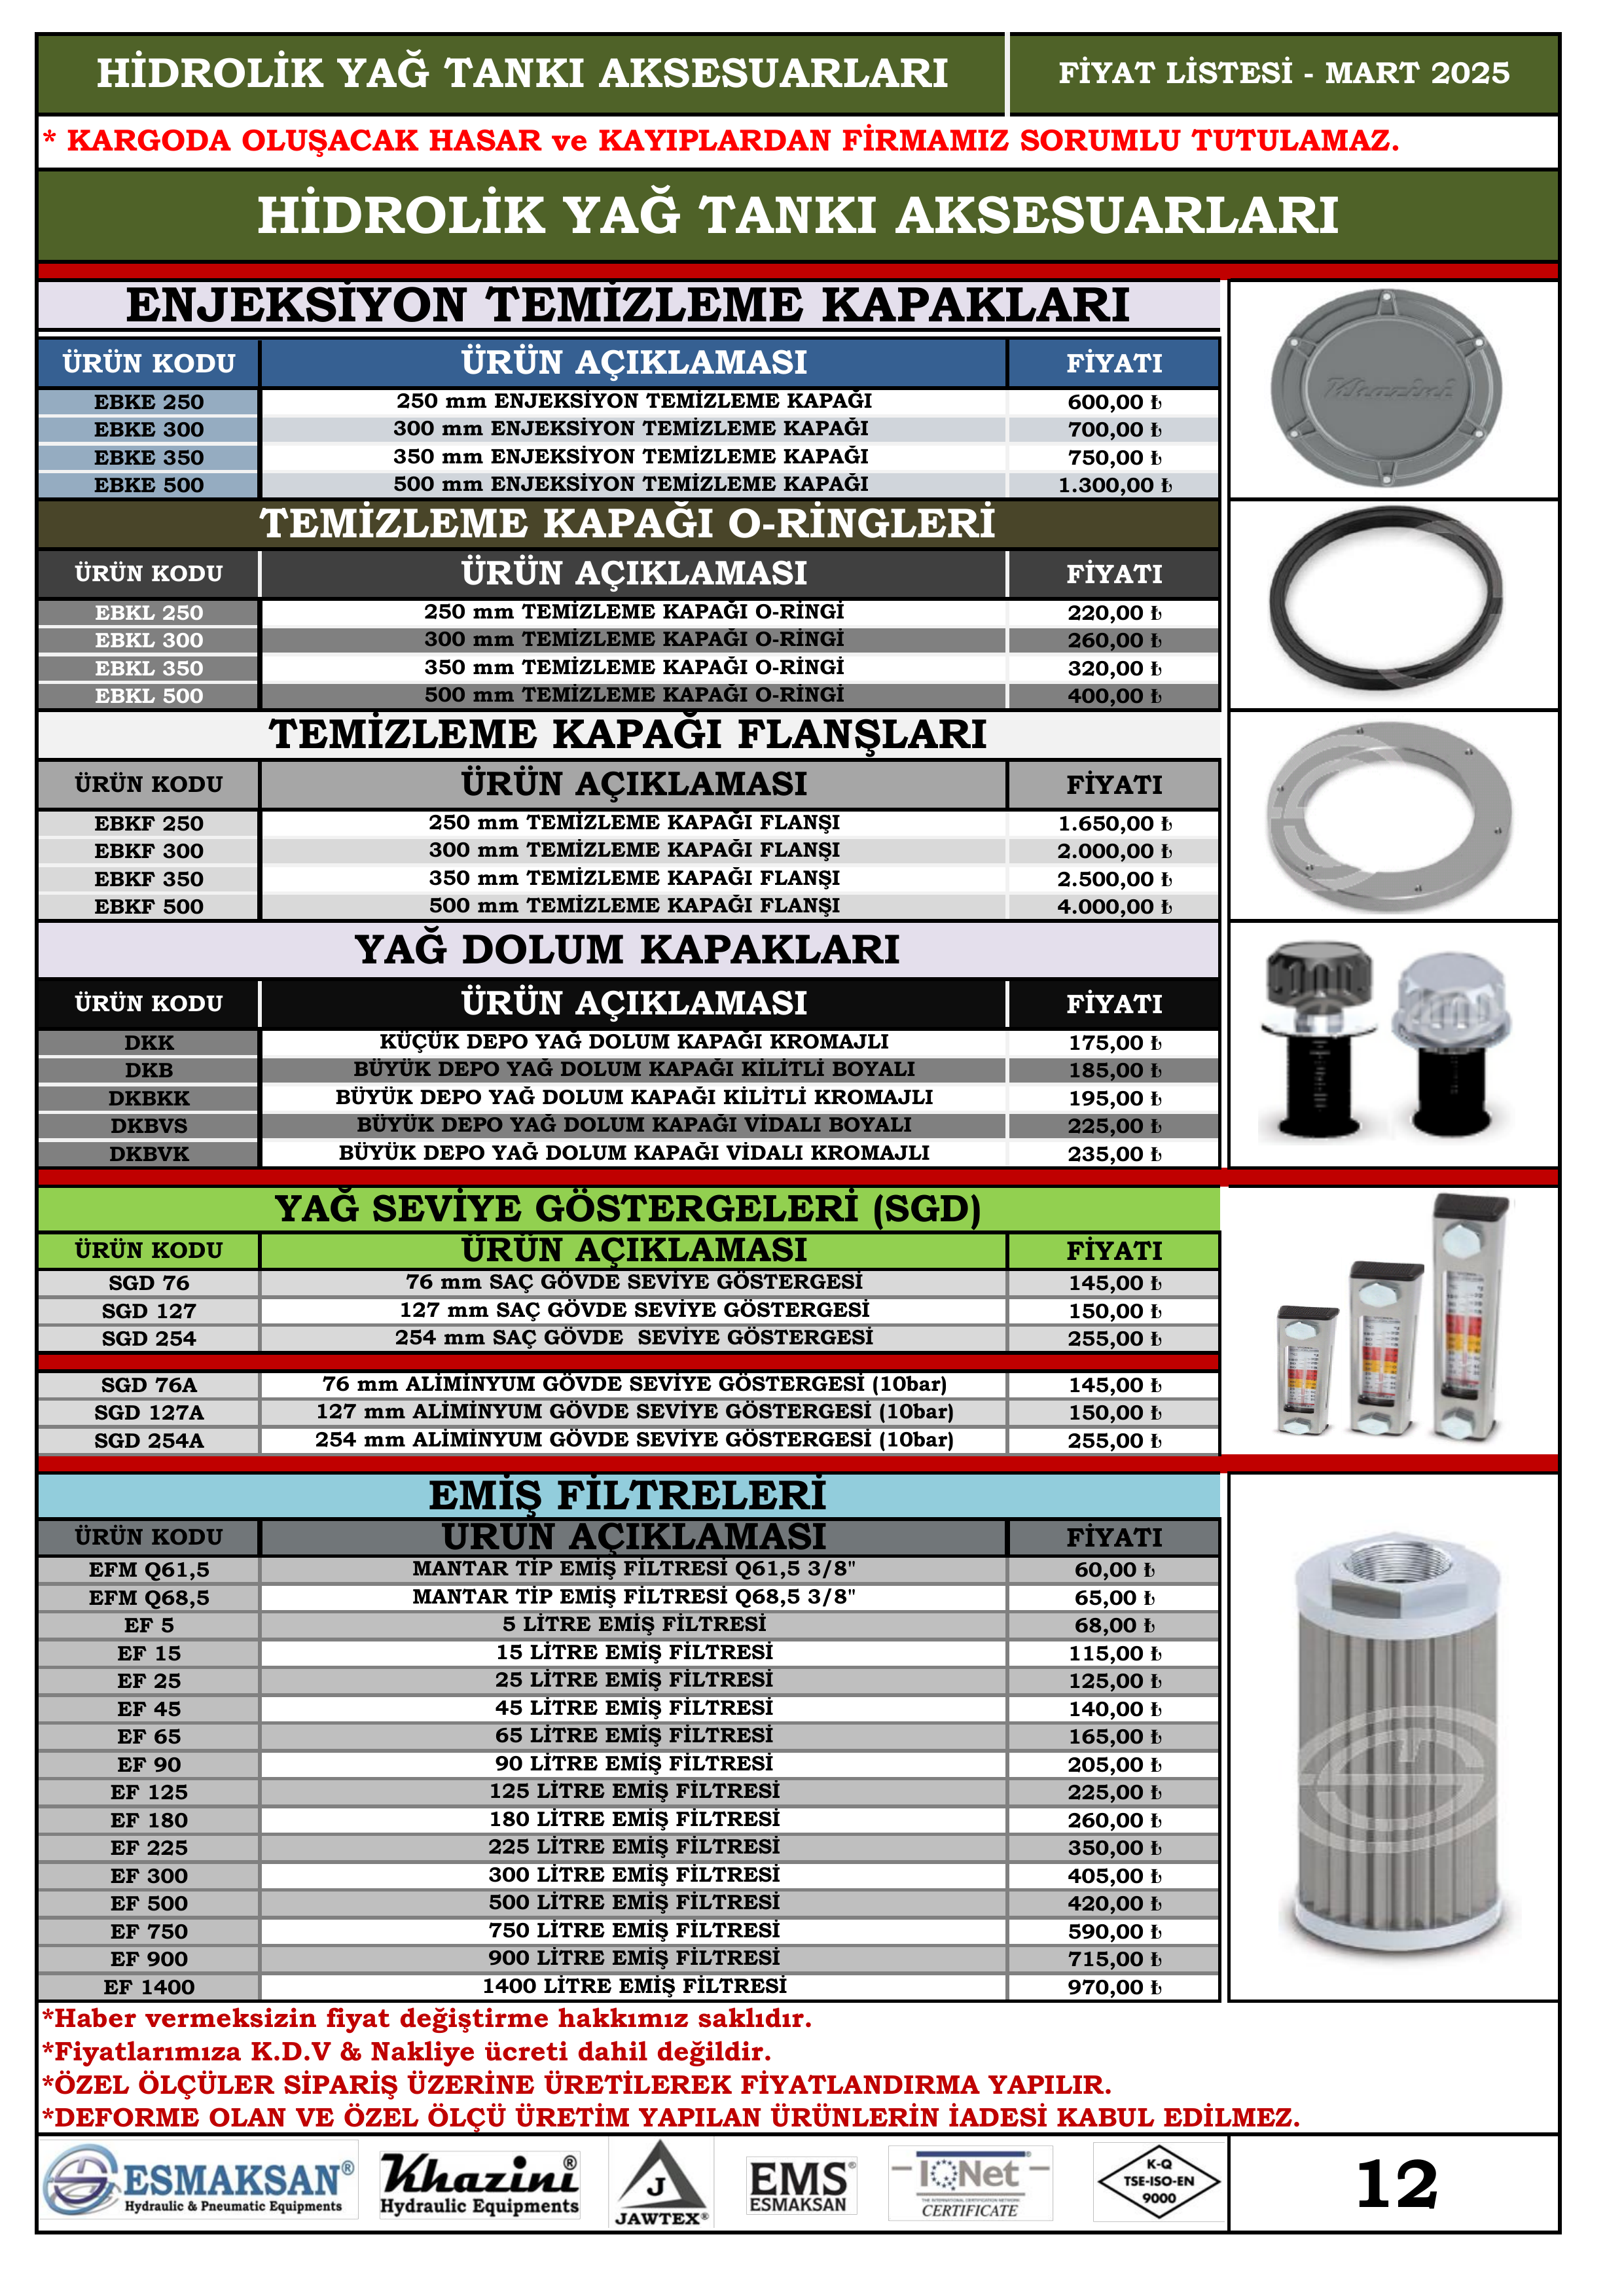 HİDROLİK YAĞ TANKI AKSESUARLARI FİYAT LİSTESİ - MART 2025
* KARGODA OLUŞACAK HASAR ve KAYIPLARDAN FİRMAMIZ SORUMLU TUTULAMAZ.
HİDROLİK YAĞ TANKI AKSESUARLARI
ENJEKSİYON TEMİZLEME KAPAKLARI
ÜRÜN KODU ÜRÜN AÇIKLAMASI FİYATI
EBKE 250 250 mm ENJEKSİYON TEMİZLEME KAPAĞI 600,00 ₺
EBKE 300 300 mm ENJEKSİYON TEMİZLEME KAPAĞI 700,00 ₺
EBKE 350 350 mm ENJEKSİYON TEMİZLEME KAPAĞI 750,00 ₺
EBKE 500 500 mm ENJEKSİYON TEMİZLEME KAPAĞI 1.300,00 ₺
Khazini
TEMİZLEME KAPAĞI O-RİNGLERİ
ÜRÜN KODU ÜRÜN AÇIKLAMASI FİYATI
EBKL 250 250 mm TEMİZLEME KAPAĞI O-RİNGİ 220,00 ₺
EBKL 300 300 mm TEMİZLEME KAPAĞI O-RİNGİ 260,00 ₺
EBKL 350 350 mm TEMİZLEME KAPAĞI O-RİNGİ 320,00 ₺
EBKL 500 500 mm TEMİZLEME KAPAĞI O-RİNGİ 400,00 ₺
TEMİZLEME KAPAĞI FLANŞLARI
ÜRÜN KODU ÜRÜN AÇIKLAMASI FİYATI
EBKF 250 250 mm TEMİZLEME KAPAĞI FLANŞI 1.650,00 ₺
EBKF 300 300 mm TEMİZLEME KAPAĞI FLANŞI 2.000,00 ₺
EBKF 350 350 mm TEMİZLEME KAPAĞI FLANŞI 2.500,00 ₺
EBKF 500 500 mm TEMİZLEME KAPAĞI FLANŞI 4.000,00 ₺
YAĞ DOLUM KAPAKLARI
ÜRÜN KODU ÜRÜN AÇIKLAMASI FİYATI
DKK KÜÇÜK DEPO YAĞ DOLUM KAPAĞI KROMAJLI 175,00 ₺
DKB BÜYÜK DEPO YAĞ DOLUM KAPAĞI KİLİTLİ BOYALI 185,00 ₺
DKBKK BÜYÜK DEPO YAĞ DOLUM KAPAĞI KİLİTLİ KROMAJLI 195,00 ₺
DKBVS BÜYÜK DEPO YAĞ DOLUM KAPAĞI VİDALI BOYALI 225,00 ₺
DKBVK BÜYÜK DEPO YAĞ DOLUM KAPAĞI VİDALI KROMAJLI 235,00 ₺
YAĞ SEVİYE GÖSTERGELERİ (SGD)
ÜRÜN KODU ÜRÜN AÇIKLAMASI FİYATI
SGD 76 76 mm SAÇ GÖVDE SEVİYE GÖSTERGESİ 145,00 ₺
SGD 127 127 mm SAÇ GÖVDE SEVİYE GÖSTERGESİ 150,00 ₺
SGD 254 254 mm SAÇ GÖVDE SEVİYE GÖSTERGESİ 255,00 ₺
SGD 76A 76 mm ALİMİNYUM GÖVDE SEVİYE GÖSTERGESİ (10bar) 145,00 ₺
SGD 127A 127 mm ALİMİNYUM GÖVDE SEVİYE GÖSTERGESİ (10bar) 150,00 ₺
SGD 254A 254 mm ALİMİNYUM GÖVDE SEVİYE GÖSTERGESİ (10bar) 255,00 ₺
EMİŞ FİLTRELERİ
ÜRÜN KODU ÜRÜN AÇIKLAMASI FİYATI
EFM Q61,5 MANTAR TİP EMİŞ FİLTRESİ Q61,5 3/8" 60,00 ₺
EFM Q68,5 MANTAR TİP EMİŞ FİLTRESİ Q68,5 3/8" 65,00 ₺
EF 5 5 LİTRE EMİŞ FİLTRESİ 68,00 ₺
EF 15 15 LİTRE EMİŞ FİLTRESİ 115,00 ₺
EF 25 25 LİTRE EMİŞ FİLTRESİ 125,00 ₺
EF 45 45 LİTRE EMİŞ FİLTRESİ 140,00 ₺
EF 65 65 LİTRE EMİŞ FİLTRESİ 165,00 ₺
EF 90 90 LİTRE EMİŞ FİLTRESİ 205,00 ₺
EF 125 125 LİTRE EMİŞ FİLTRESİ 225,00 ₺
EF 180 180 LİTRE EMİŞ FİLTRESİ 260,00 ₺
EF 225 225 LİTRE EMİŞ FİLTRESİ 350,00 ₺
EF 300 300 LİTRE EMİŞ FİLTRESİ 405,00 ₺
EF 500 500 LİTRE EMİŞ FİLTRESİ 420,00 ₺
EF 750 750 LİTRE EMİŞ FİLTRESİ 590,00 ₺
EF 900 900 LİTRE EMİŞ FİLTRESİ 715,00 ₺
EF 1400 1400 LİTRE EMİŞ FİLTRESİ 970,00 ₺
*Haber vermeksizin fiyat değiştirme hakkımız saklıdır.
*Fiyatlarımıza K.D.V & Nakliye ücreti dahil değildir.
*ÖZEL ÖLÇÜLER SİPARİŞ ÜZERİNE ÜRETİLEREK FİYATLANDIRMA YAPILIR.
*DEFORME OLAN VE ÖZEL ÖLÇÜ ÜRETİM YAPILAN ÜRÜNLERİN İADESİ KABUL EDİLMEZ.
ESMAKSAN®
Hydraulic & Pneumatic Equipments
Khazini®
Hydraulic Equipments
J
JAWTEX®
EMS®
ESMAKSAN
IQNet®
THE INTERNATIONAL CERTIFICATION NETWORK
CERTIFICATE
K-Q
TSE-ISO-EN
9000
12